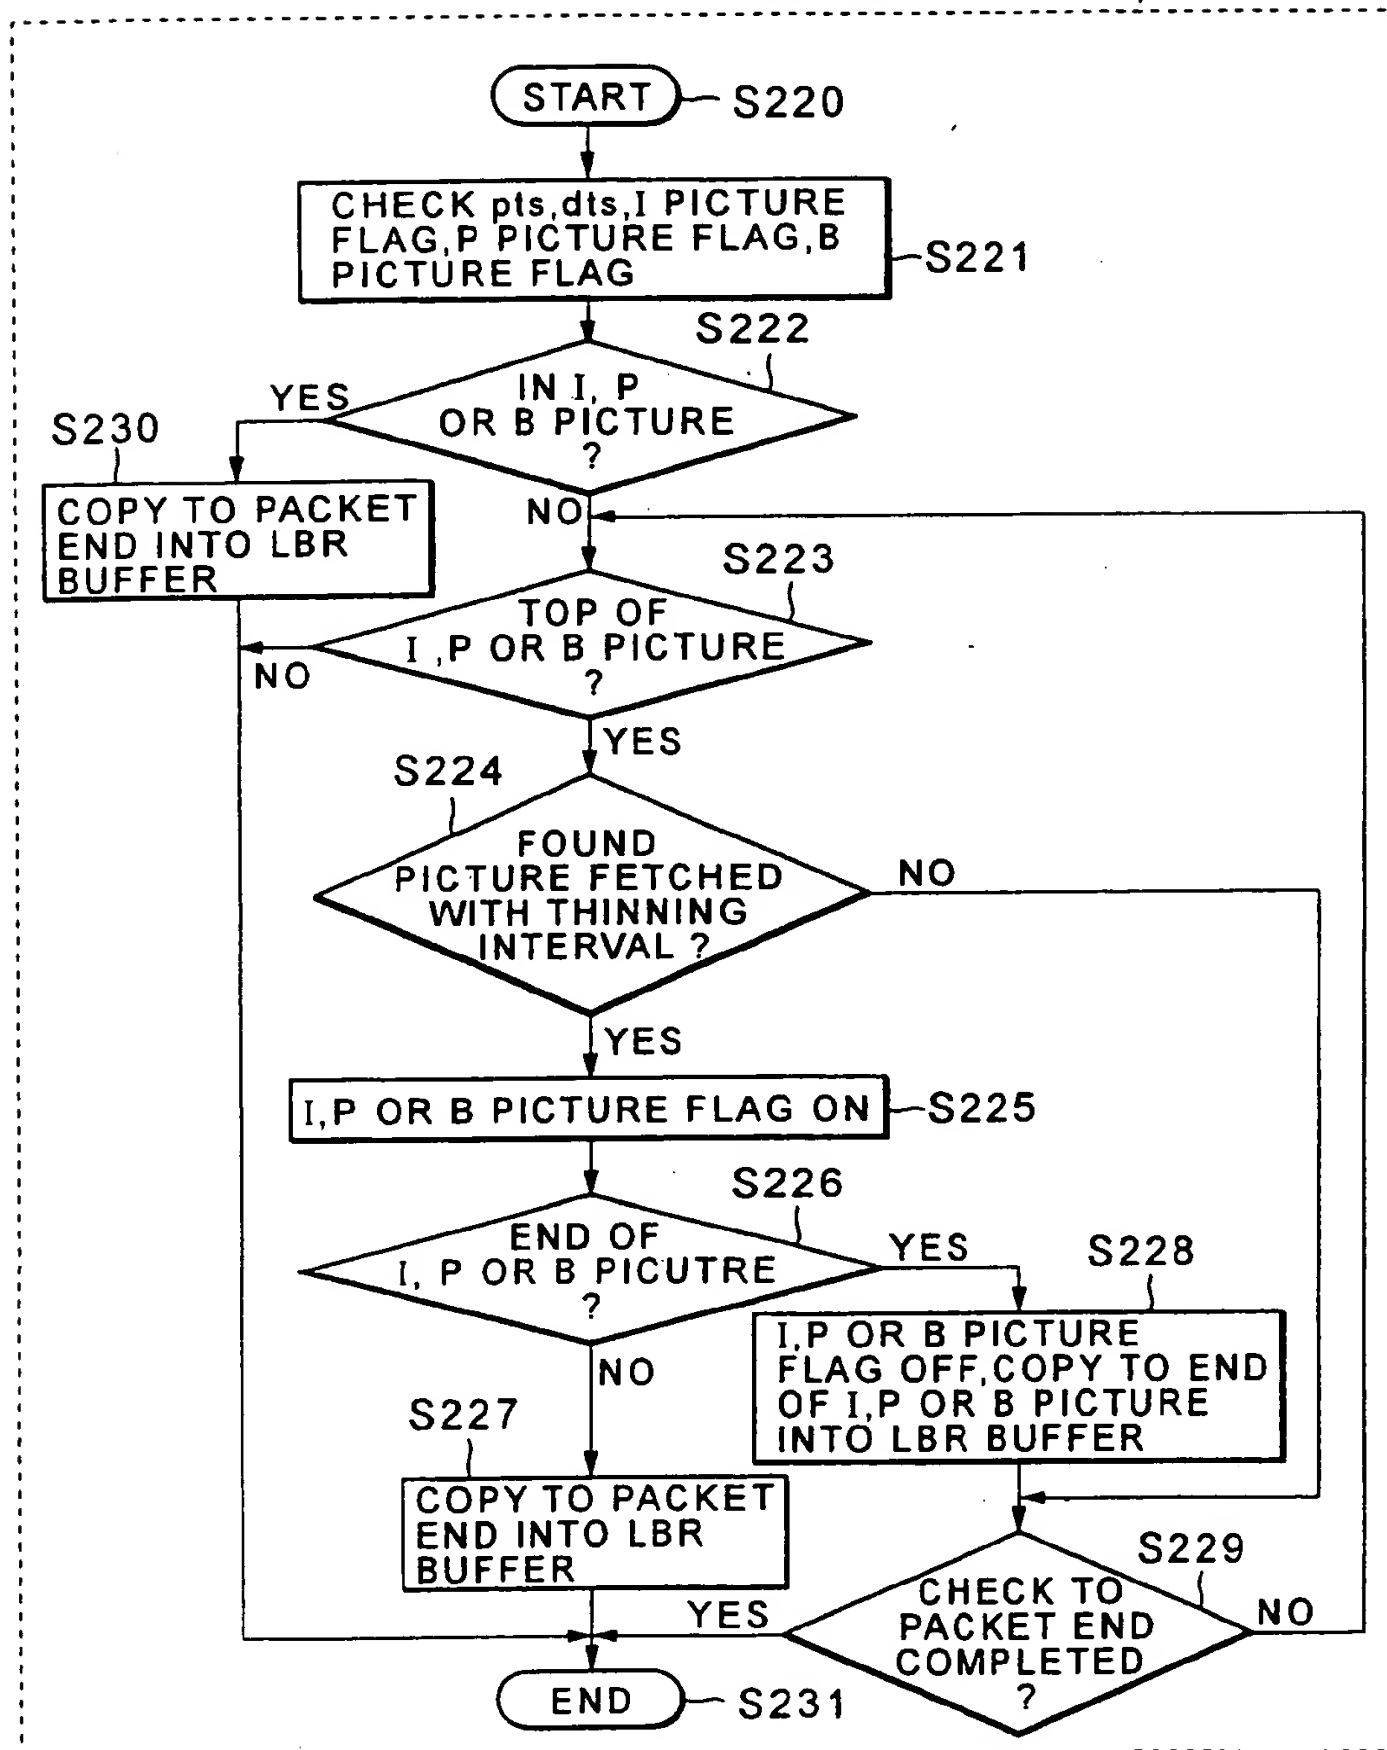 START
S220
CHECK pts,dts,I PICTURE
FLAG,P PICTURE FLAG,B
PICTURE FLAG
S221
S222
IN I, P
OR B PICTURE
?
YES
S230
COPY TO PACKET
END INTO LBR
BUFFER
NO
S223
TOP OF
I ,P OR B PICTURE
?
NO
YES
S224
FOUND
PICTURE FETCHED
WITH THINNING
INTERVAL ?
NO
YES
I,P OR B PICTURE FLAG ON
S225
S226
END OF
I, P OR B PICUTRE
?
YES
S228
I,P OR B PICTURE
FLAG OFF,COPY TO END
OF I,P OR B PICTURE
INTO LBR BUFFER
NO
S227
COPY TO PACKET
END INTO LBR
BUFFER
S229
CHECK TO
PACKET END
COMPLETED
?
YES
NO
END
S231